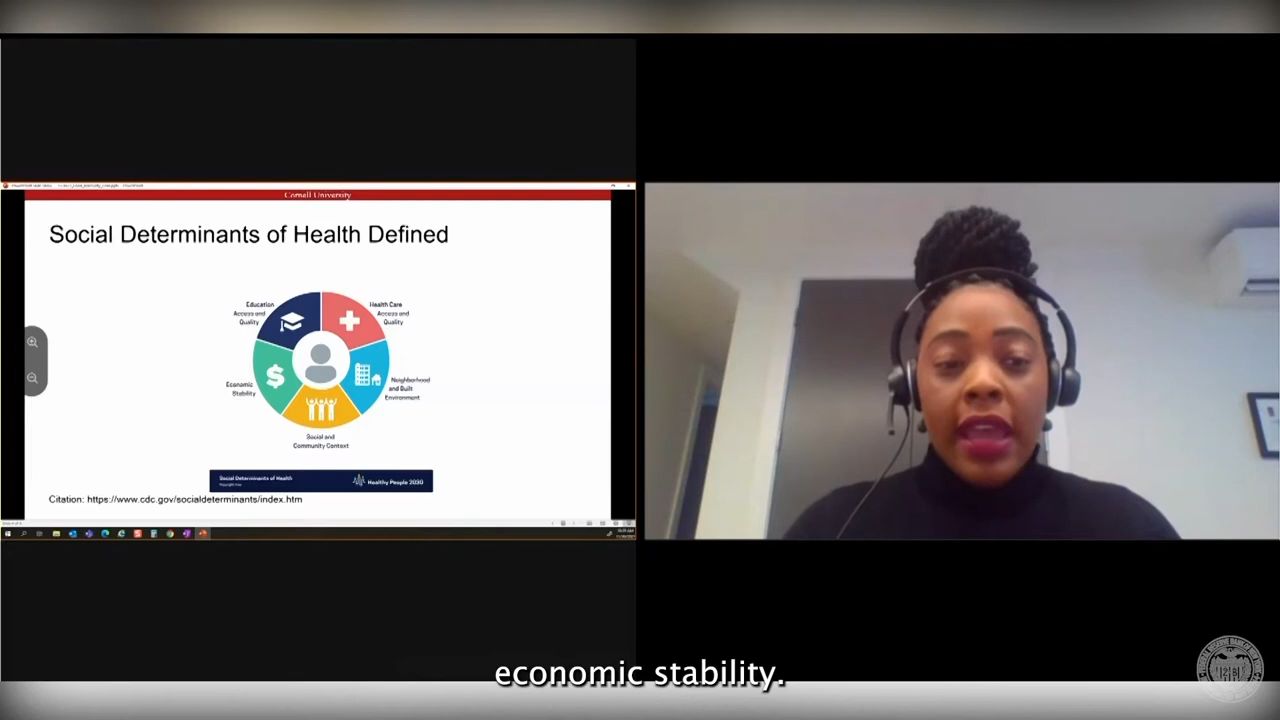 Cornell University
Social Determinants of Health Defined
Education
Access and
Quality
Health Care
Access and
Quality
Economic
Stability
Neighborhood
and Built
Environment
Social and
Community Context
Social Determinants of Health
Healthy People 2030
Citation: https://www.cdc.gov/socialdeterminants/index.htm
economic stability.